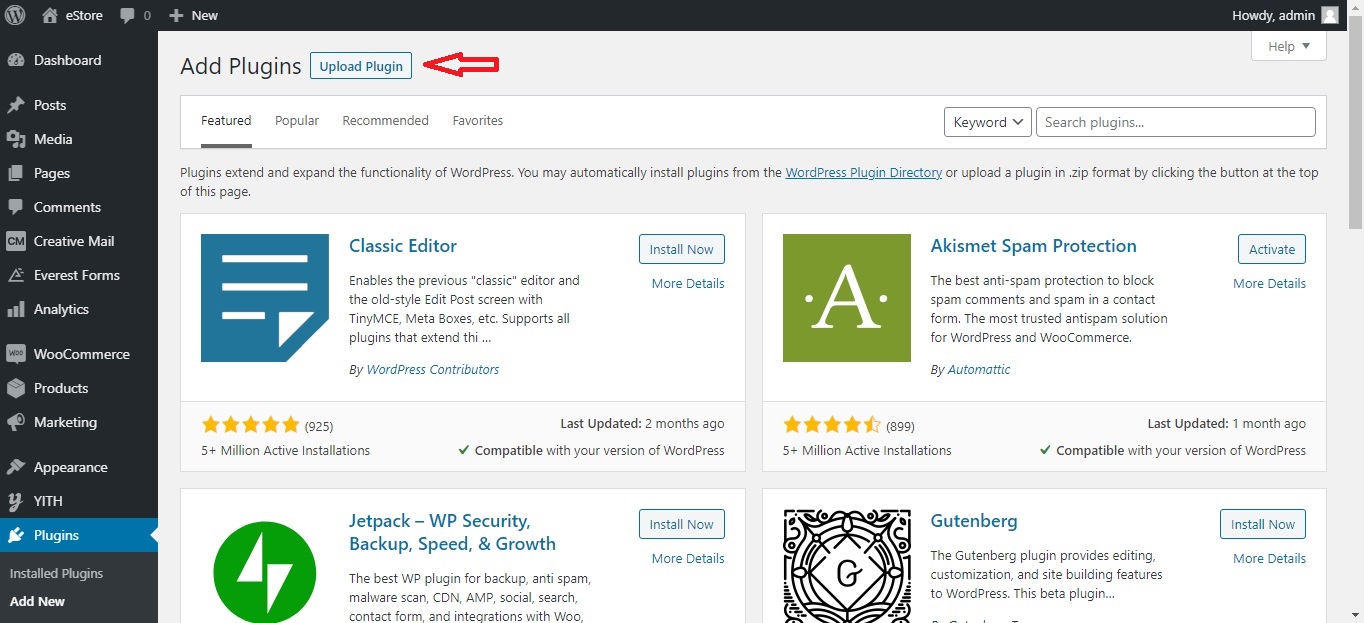 eStore
0
New
Howdy, admin
Dashboard
Posts
Media
Pages
Comments
CM
Creative Mail
Everest Forms
Analytics
WOO
WooCommerce
Products
Marketing
Appearance
YITH
Plugins
Installed Plugins
Add New
Add Plugins
Upload Plugin
Help
Featured
Popular
Recommended
Favorites
Keyword
Search plugins...
Plugins extend and expand the functionality of WordPress. You may automatically install plugins from the WordPress Plugin Directory or upload a plugin in .zip format by clicking the button at the top
of this page.
Classic Editor
Install Now
More Details
Enables the previous "classic" editor and
the old-style Edit Post screen with
TinyMCE, Meta Boxes, etc. Supports all
plugins that extend thi ...
By WordPress Contributors
(925)
Last Updated: 2 months ago
5+ Million Active Installations
Compatible with your version of WordPress
·A·
Akismet Spam Protection
Activate
More Details
The best anti-spam protection to block
spam comments and spam in a contact
form. The most trusted antispam solution
for WordPress and WooCommerce.
By Automattic
(899)
Last Updated: 1 month ago
5+ Million Active Installations
Compatible with your version of WordPress
Jetpack – WP Security,
Backup, Speed, & Growth
Install Now
More Details
The best WP plugin for backup, anti spam,
malware scan, CDN, AMP, social, search,
contact form, and integrations with Woo,
G
Gutenberg
Install Now
More Details
The Gutenberg plugin provides editing,
customization, and site building features
to WordPress. This beta plugin...